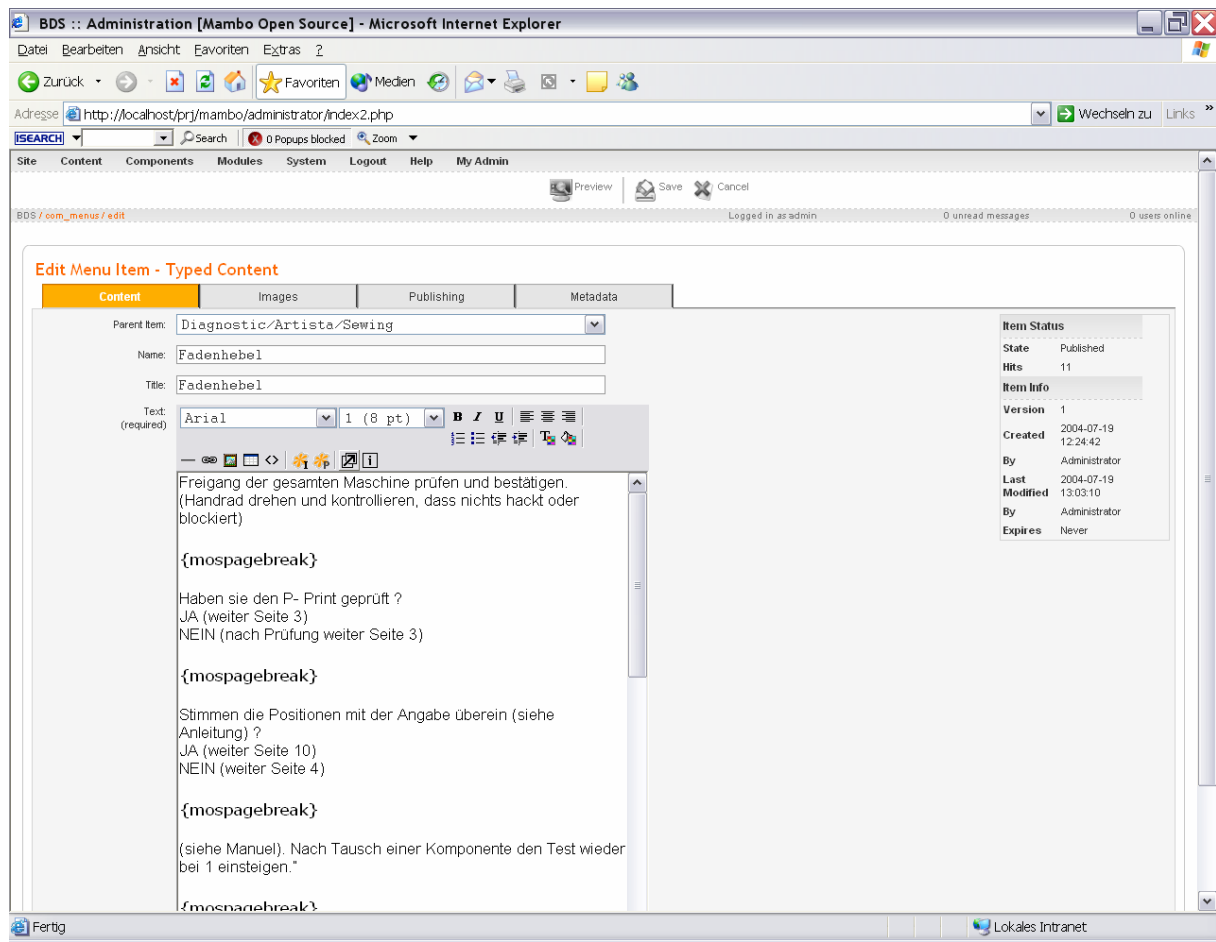 BDS :: Administration [Mambo Open Source] - Microsoft Internet Explorer
Datei Bearbeiten Ansicht Favoriten Extras ?
Zurück Favoriten Medien
Adresse http://localhost/prj/mambo/administrator/index2.php Wechseln zu Links »
ISEARCH Search 0 Popups blocked Zoom
Site Content Components Modules System Logout Help My Admin
Preview Save Cancel
BDS / com_menus / edit Logged in as admin 0 unread messages 0 users online
Edit Menu Item - Typed Content
Content Images Publishing Metadata
Parent Item: Diagnostic/Artista/Sewing
Name: Fadenhebel
Title: Fadenhebel
Text: (required)
Arial 1 (8 pt) B I U
Freigang der gesamten Maschine prüfen und bestätigen.
(Handrad drehen und kontrollieren, dass nichts hackt oder
blockiert)
{mospagebreak}
Haben sie den P- Print geprüft ?
JA (weiter Seite 3)
NEIN (nach Prüfung weiter Seite 3)
{mospagebreak}
Stimmen die Positionen mit der Angabe überein (siehe
Anleitung) ?
JA (weiter Seite 10)
NEIN (weiter Seite 4)
{mospagebreak}
(siehe Manuel). Nach Tausch einer Komponente den Test wieder
bei 1 einsteigen."
{mospagebreak}
Item Status
State Published
Hits 11
Item Info
Version 1
Created 2004-07-19 12:24:42
By Administrator
Last Modified 2004-07-19 13:03:10
By Administrator
Expires Never
Fertig Lokales Intranet